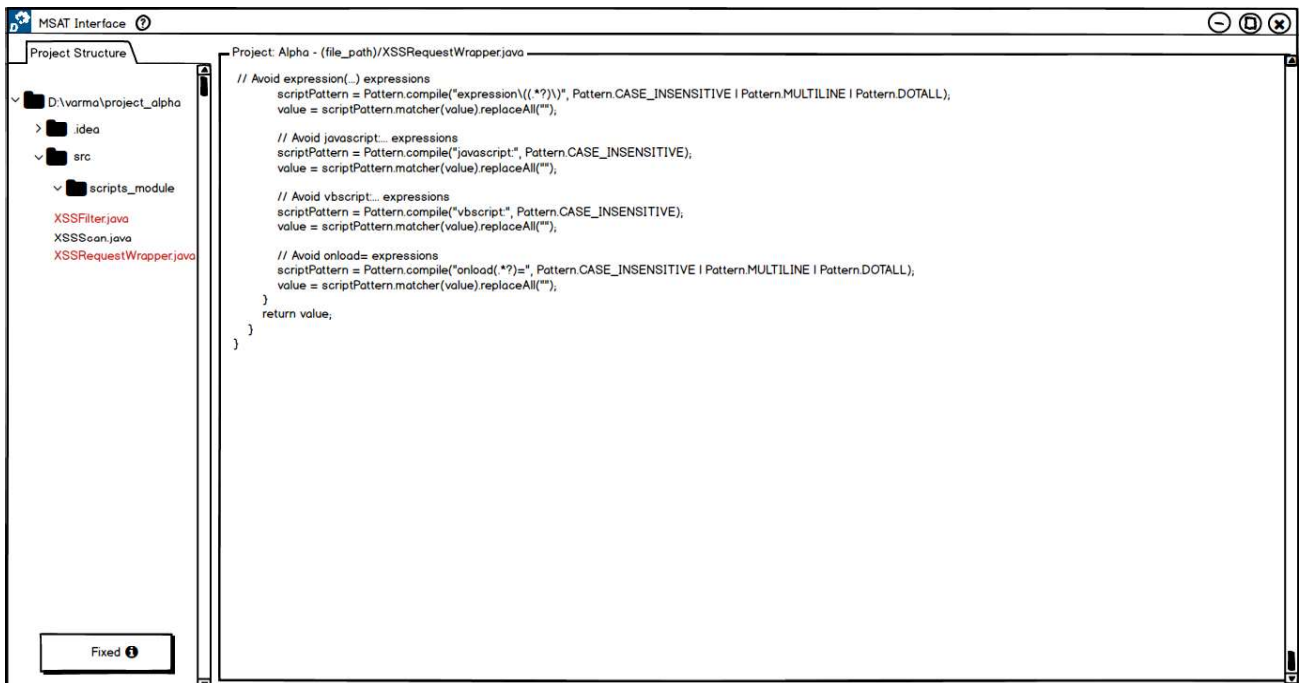 MSAT Interface ?
Project Structure
D:\varma\project_alpha
.idea
src
scripts_module
XSSFilter.java
XSSScan.java
XSSRequestWrapper.java
Fixed i
Project: Alpha - (file_path)/XSSRequestWrapper.java
// Avoid expression(...) expressions
scriptPattern = Pattern.compile("expression\((.*?)\)", Pattern.CASE_INSENSITIVE | Pattern.MULTILINE | Pattern.DOTALL);
value = scriptPattern.matcher(value).replaceAll("");
// Avoid javascript:... expressions
scriptPattern = Pattern.compile("javascript:", Pattern.CASE_INSENSITIVE);
value = scriptPattern.matcher(value).replaceAll("");
// Avoid vbscript:... expressions
scriptPattern = Pattern.compile("vbscript:", Pattern.CASE_INSENSITIVE);
value = scriptPattern.matcher(value).replaceAll("");
// Avoid onload= expressions
scriptPattern = Pattern.compile("onload(.*?)=", Pattern.CASE_INSENSITIVE | Pattern.MULTILINE | Pattern.DOTALL);
value = scriptPattern.matcher(value).replaceAll("");
}
return value;
}
}